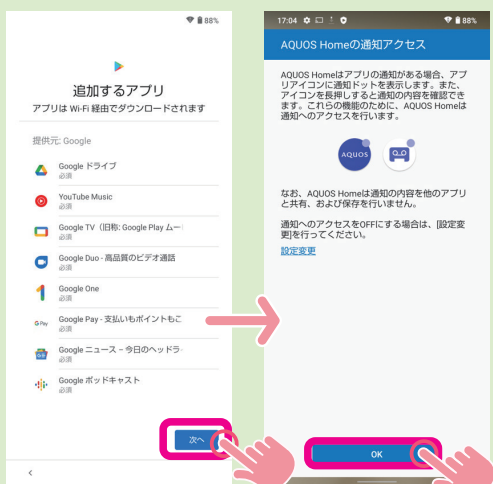 88%
追加するアプリ
アプリは Wi-Fi 経由でダウンロードされます
提供元: Google
Google ドライブ
必須
YouTube Music
必須
Google TV（旧称: Google Play ムー
必須
Google Duo - 高品質のビデオ通話
必須
Google One
必須
G Pay
Google Pay - 支払いもポイントもこ
必須
Google ニュース – 今日のヘッドラ
必須
Google ポッドキャスト
必須
次へ
17:04
88%
AQUOS Homeの通知アクセス
AQUOS Homeはアプリの通知がある場合、アプ
リアイコンに通知ドットを表示します。また、
アイコンを長押しすると通知の内容を確認でき
ます。これらの機能のために、AQUOS Homeは
通知へのアクセスを行います。
AQUOS
なお、AQUOS Homeは通知の内容を他のアプリ
と共有、および保存を行いません。
通知へのアクセスをOFFにする場合は、[設定変
更]を行ってください。
設定変更
OK